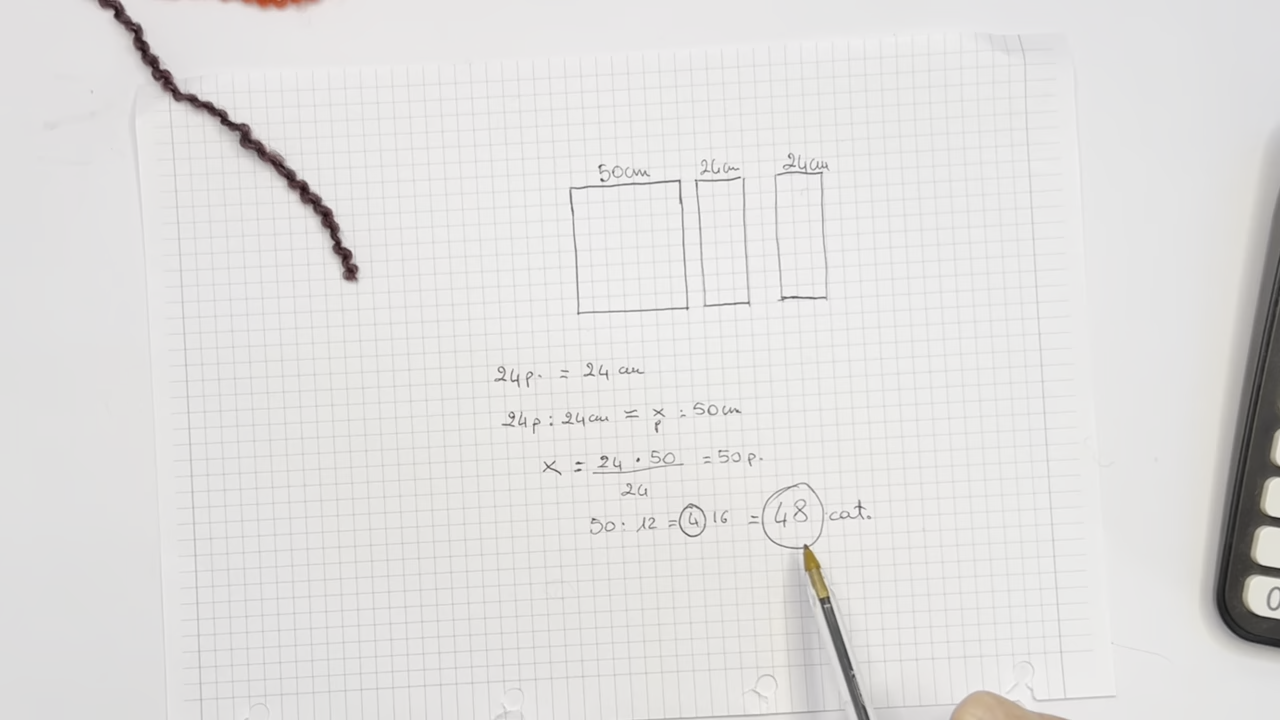 50cm 24cm 24cm
24p. = 24 cm
24p : 24cm = x : 50cm
p
x = 24 . 50 = 50p.
24
50 : 12 = 4 16 = 48 cat.
0